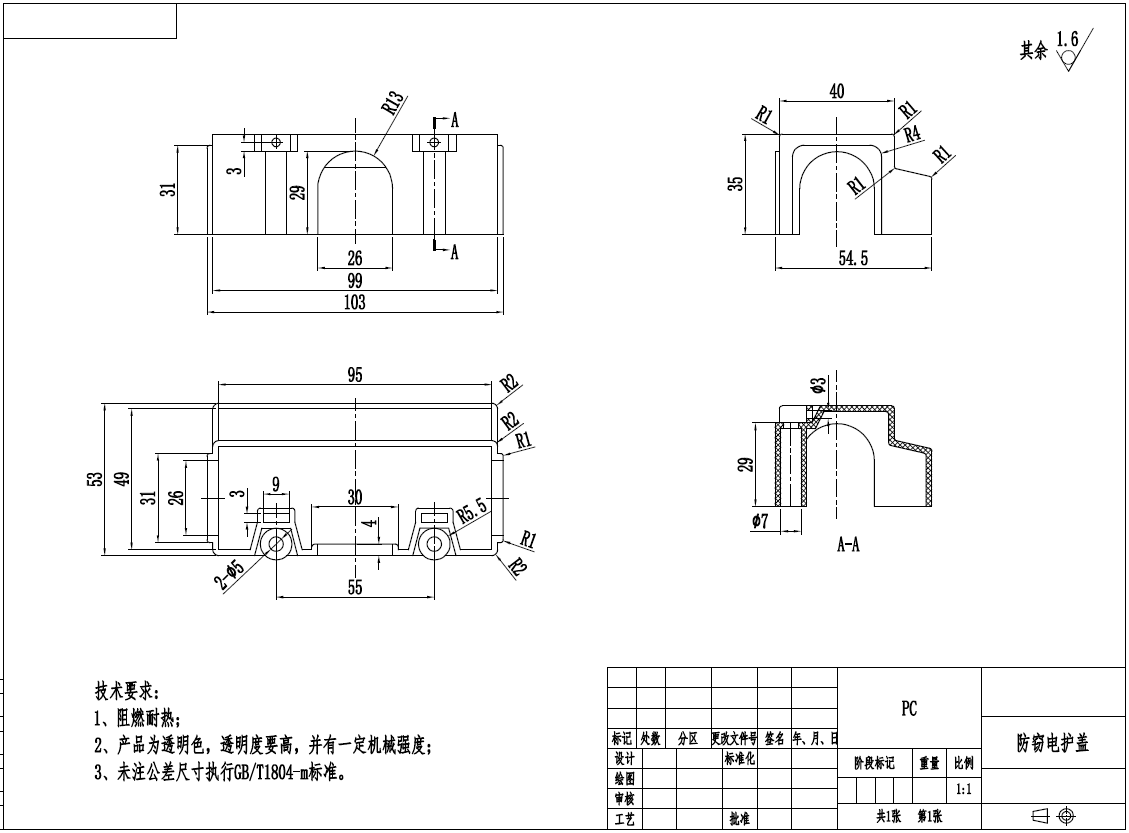 其余 1.6
R13
A
31
3
29
26
A
99
103
40
R1
R1
R4
R1
R1
35
54.5
95
R2
R2
R1
53
49
31
26
3
9
30
4
R5.5
R1
R2
2-ϕ5
55
ϕ3
29
ϕ7
A-A
技术要求:
1、阻燃耐热;
2、产品为透明色，透明度要高，并有一定机械强度;
3、未注公差尺寸执行GB/T1804-m标准。
标记 处数 分区 更改文件号 签名 年、月、日
设计 标准化
绘图
审核
工艺 批准
PC
阶段标记 重量 比例
1:1
共1张 第1张
防窃电护盖